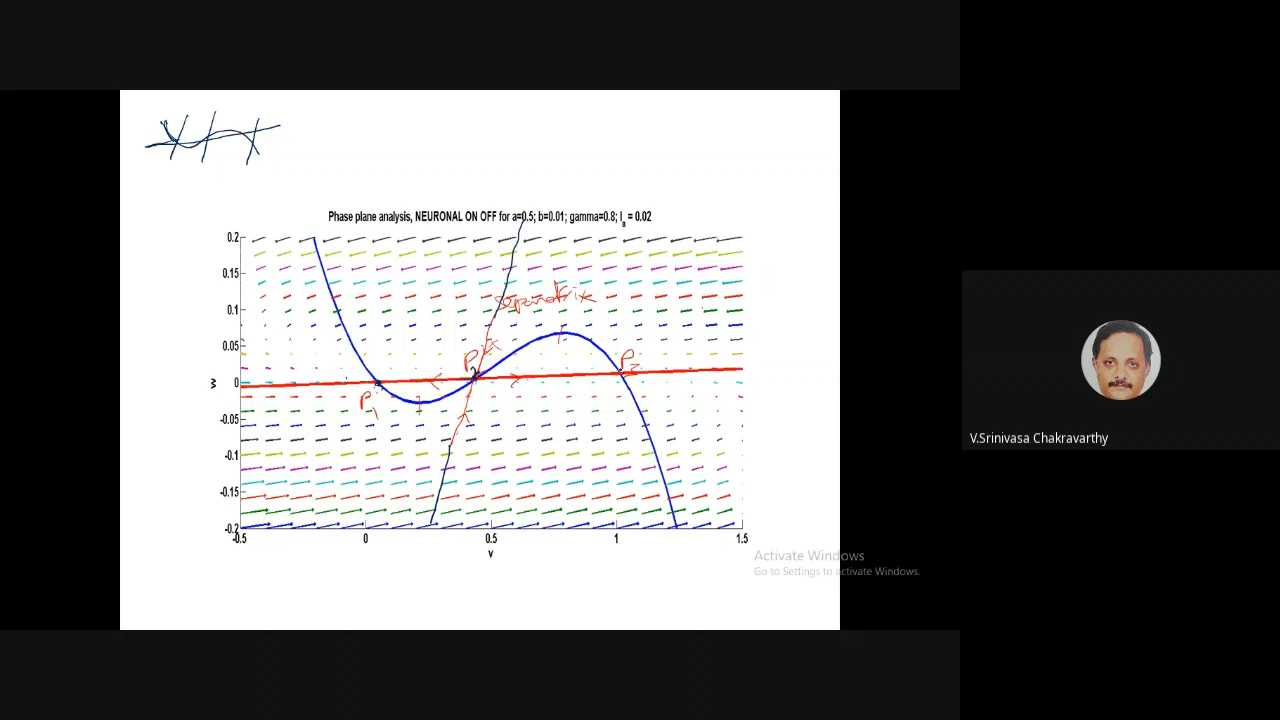 Phase plane analysis, NEURONAL ON OFF for a=0.5; b=0.01; gamma=0.8; Iₐ = 0.02
0.2
0.15
0.1
separatrix
0.05
P2
w
0
P1
-0.05
-0.1
-0.15
-0.2
-0.5
0
0.5
1
1.5
v
V.Srinivasa Chakravarthy
Activate Windows
Go to Settings to activate Windows.